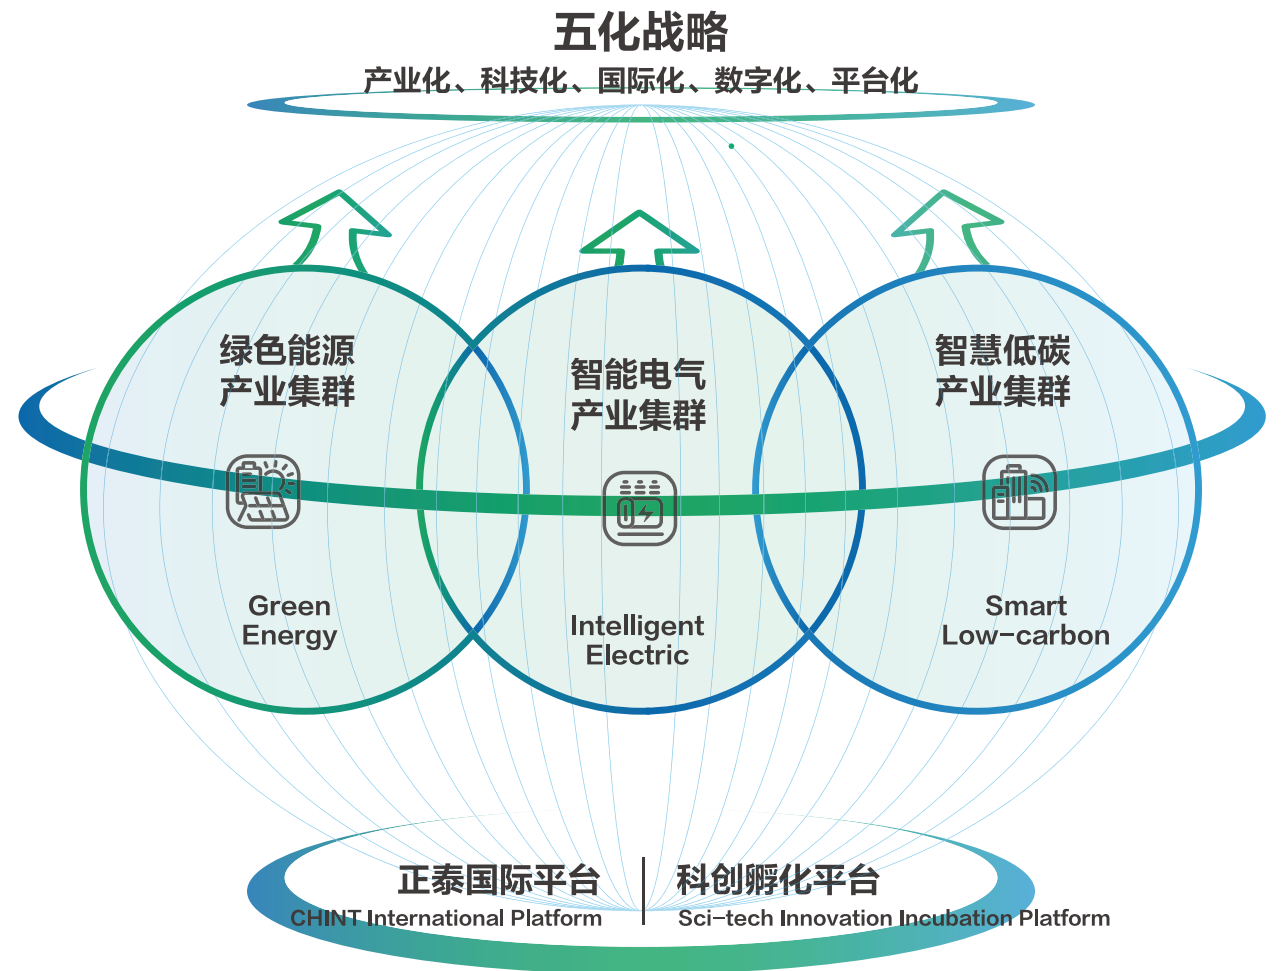 五化战略
产业化、科技化、国际化、数字化、平台化
绿色能源
产业集群
Green
Energy
智能电气
产业集群
Intelligent
Electric
智慧低碳
产业集群
Smart
Low-carbon
正泰国际平台
CHINT International Platform
科创孵化平台
Sci-tech Innovation Incubation Platform